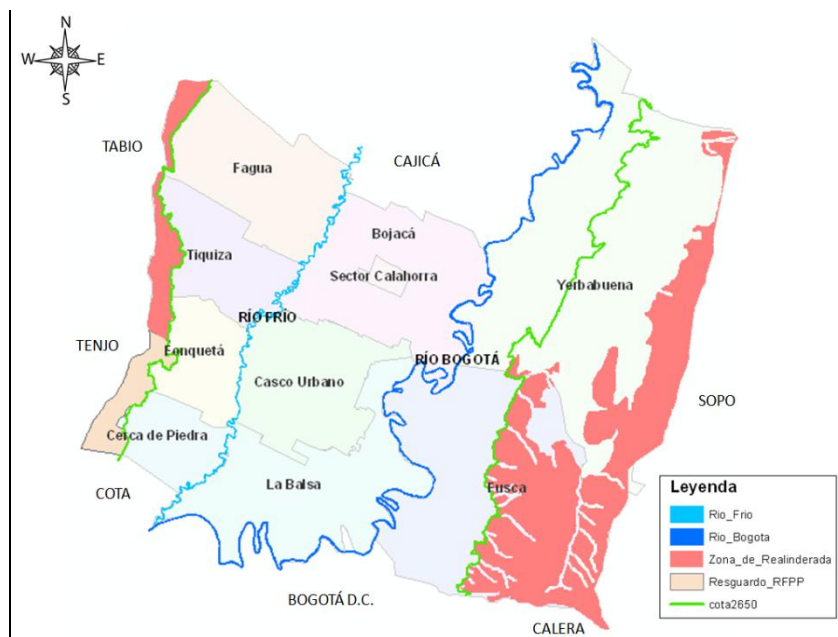 N
W E
S
TABIO
CAJICÁ
Fagua
Bojacá
Tiquiza
Sector Calahorra
Yerbabuena
RÍO FRÍO
TENJO
Fonquetá
RÍO BOGOTÁ
Casco Urbano
SOPO
Cerca de Piedra
COTA
La Balsa
Fusca
BOGOTÁ D.C.
CALERA
Leyenda
Rio_Frio
Rio_Bogota
Zona_de_Realinderada
Resguardo_RFPP
cota2650